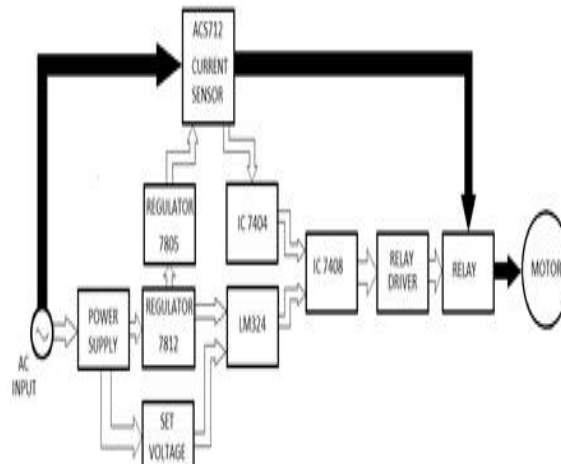 ACS712
CURRENT
SENSOR
REGULATOR
7805
IC 7404
IC 7408
RELAY
DRIVER
RELAY
MOTOR
POWER
SUPPLY
REGULATOR
7812
LM324
AC
INPUT
SET
VOLTAGE